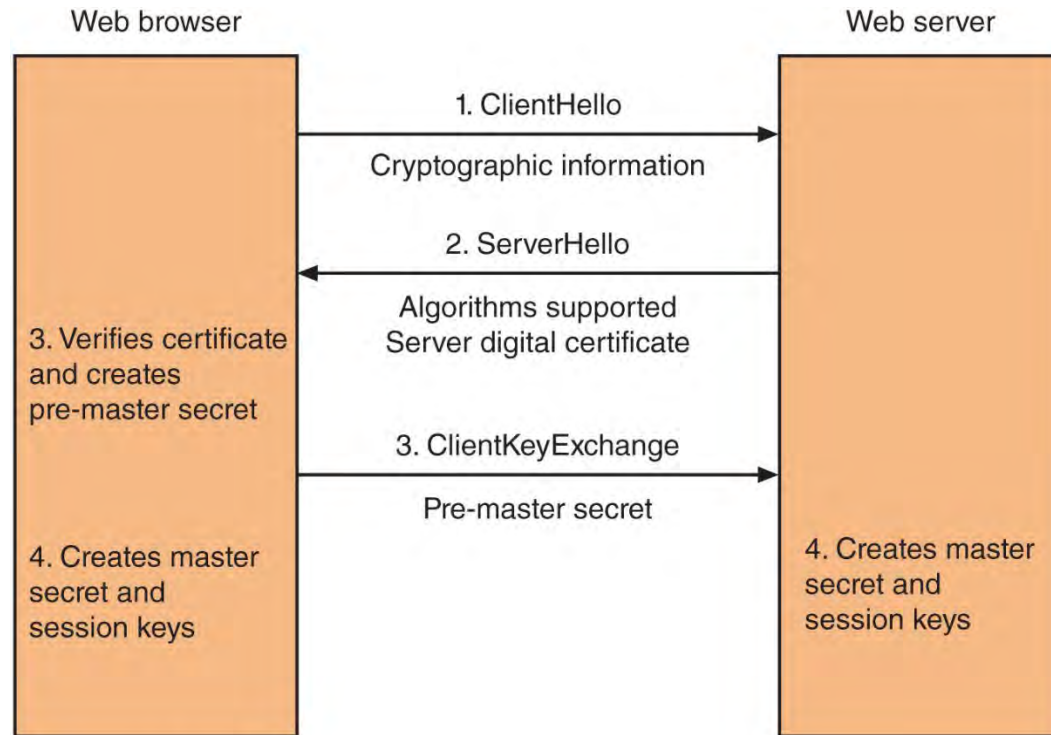 Web browser
Web server
1. ClientHello
Cryptographic information
2. ServerHello
Algorithms supported
Server digital certificate
3. Verifies certificate
and creates
pre-master secret
3. ClientKeyExchange
Pre-master secret
4. Creates master
secret and
session keys
4. Creates master
secret and
session keys